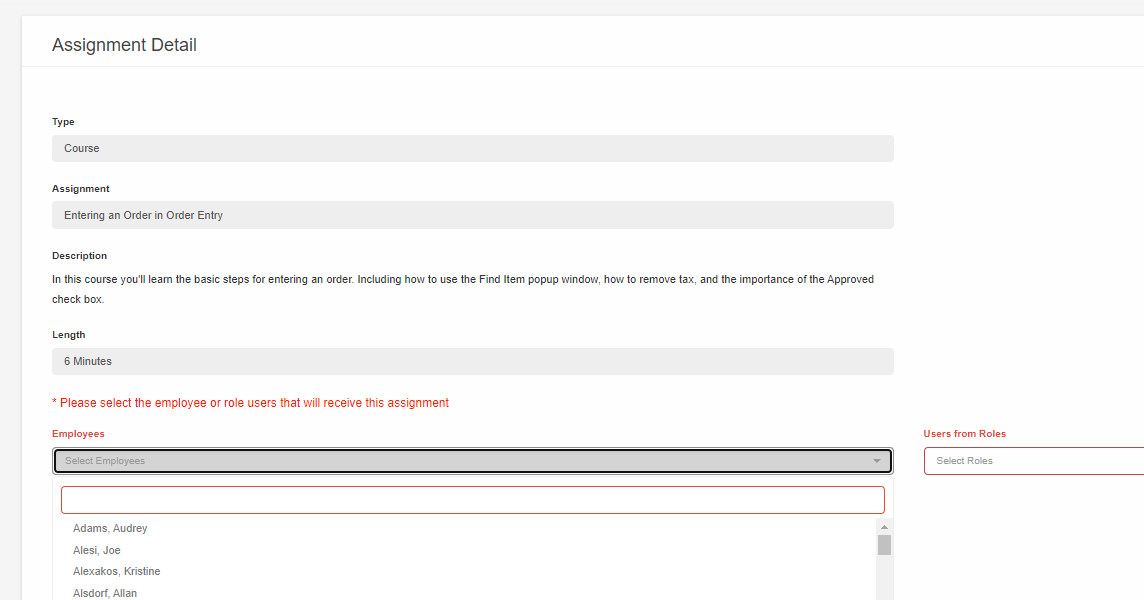 Assignment Detail
Type
Course
Assignment
Entering an Order in Order Entry
Description
In this course you'll learn the basic steps for entering an order. Including how to use the Find Item popup window, how to remove tax, and the importance of the Approved
check box.
Length
6 Minutes
* Please select the employee or role users that will receive this assignment
Employees
Users from Roles
Select Employees
Select Roles
Adams, Audrey
Alesi, Joe
Alexakos, Kristine
Alsdorf, Allan